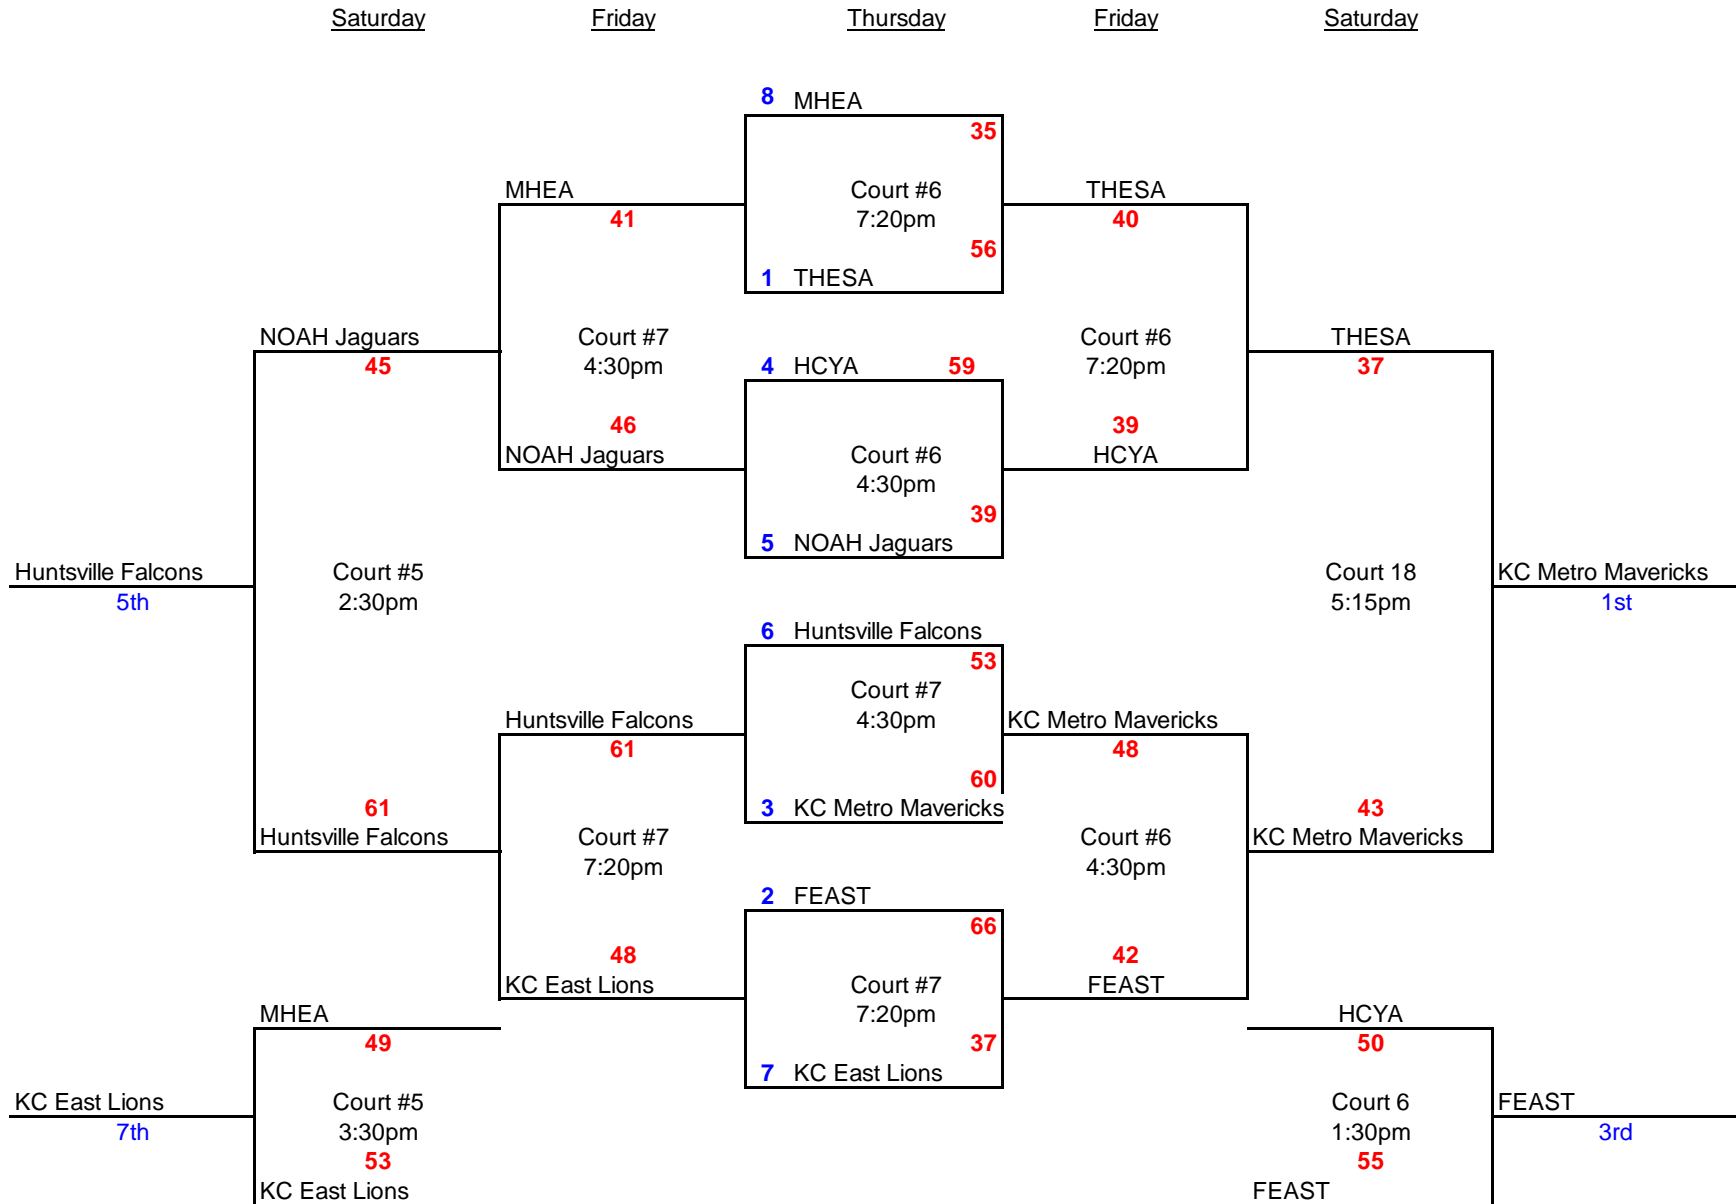 Saturday Friday Thursday Friday Saturday
8 MHEA
35
MHEA Court #6 THESA
41 7:20pm 40
56
1 THESA
NOAH Jaguars Court #7 Court #6 THESA
45 4:30pm 4 HCYA 59 7:20pm 37
46 39
NOAH Jaguars Court #6 HCYA
4:30pm
39
5 NOAH Jaguars
Huntsville Falcons Court #5 Court 18 KC Metro Mavericks
5th 2:30pm 5:15pm 1st
6 Huntsville Falcons
53
Court #7
Huntsville Falcons 4:30pm KC Metro Mavericks
61 48
60
61 3 KC Metro Mavericks 43
Huntsville Falcons Court #7 Court #6 KC Metro Mavericks
7:20pm 4:30pm
2 FEAST
66
48 42
KC East Lions Court #7 FEAST
MHEA 7:20pm HCYA
49 37 50
7 KC East Lions
KC East Lions Court #5 Court 6 FEAST
7th 3:30pm 1:30pm 3rd
53 55
KC East Lions FEAST